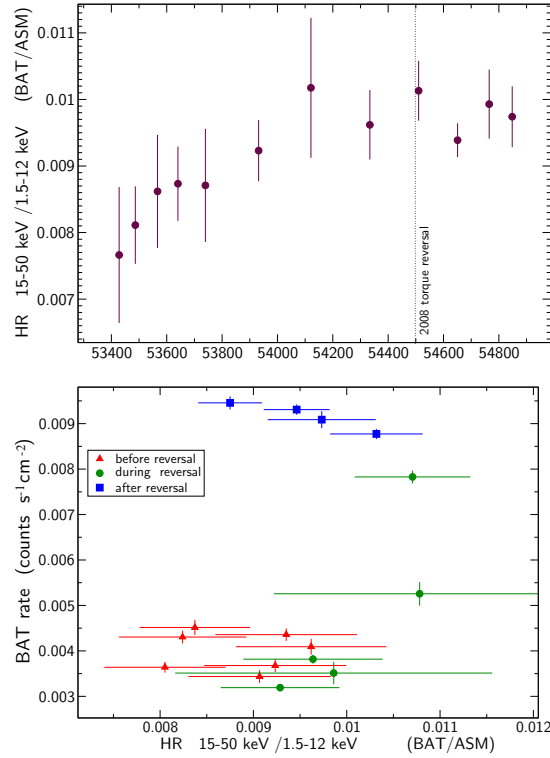 0.011
0.01
0.009
0.008
0.007
HR 15-50 keV /1.5-12 keV (BAT/ASM)
2008 torque reversal
53400 53600 53800 54000 54200 54400 54600 54800
0.009
0.008
0.007
0.006
0.005
0.004
0.003
BAT rate (counts s⁻¹cm⁻²)
before reversal
during reversal
after reversal
0.008 0.009 0.01 0.011 0.012
HR 15-50 keV /1.5-12 keV (BAT/ASM)